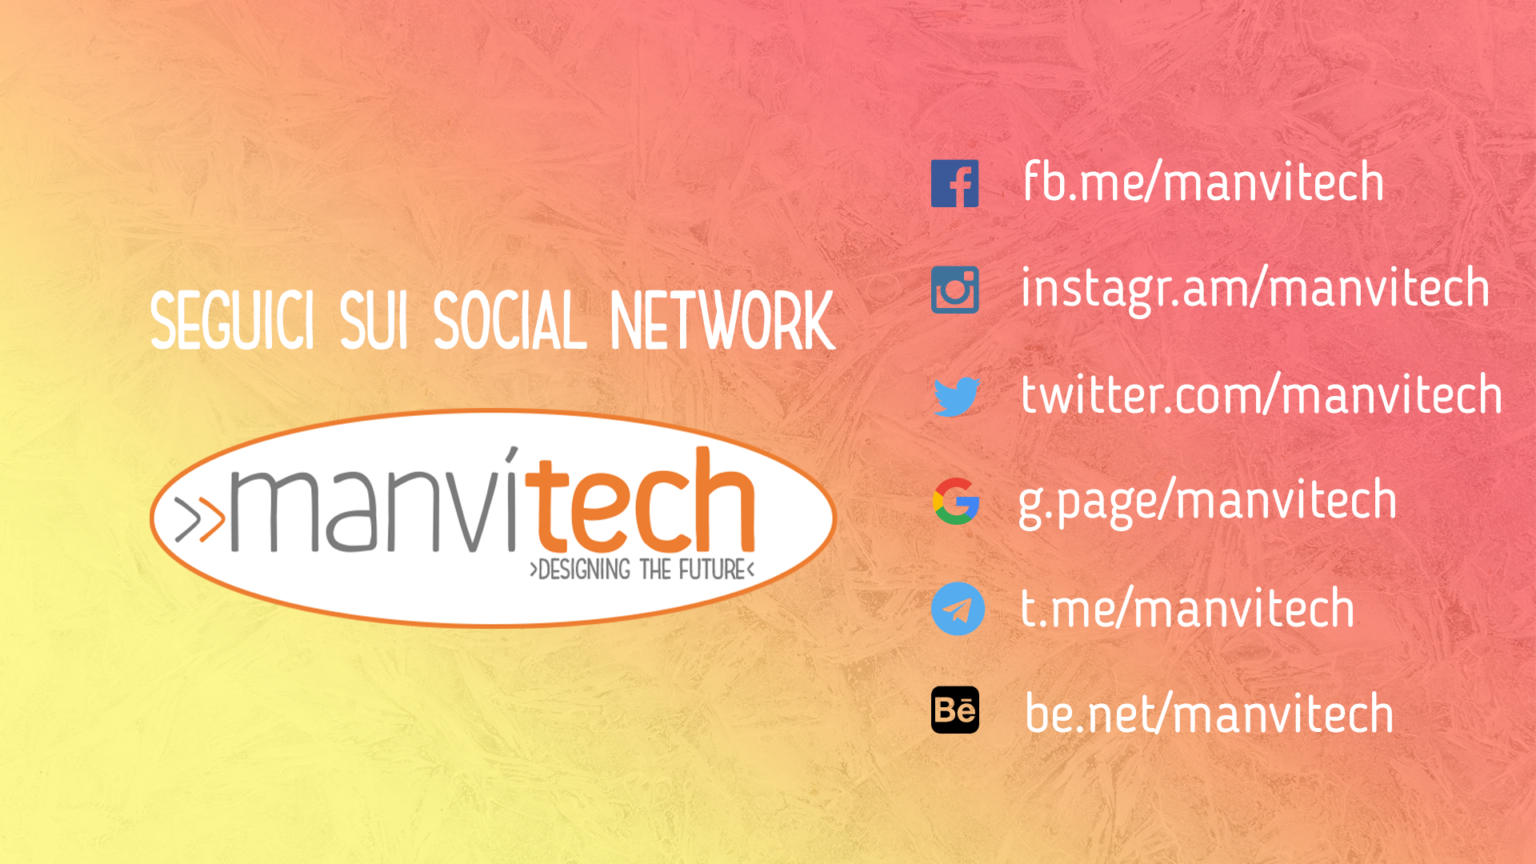 SEGUICI SUI SOCIAL NETWORK
»manvitech
>DESIGNING THE FUTURE<
fb.me/manvitech
instagr.am/manvitech
twitter.com/manvitech
g.page/manvitech
t.me/manvitech
Bē
be.net/manvitech